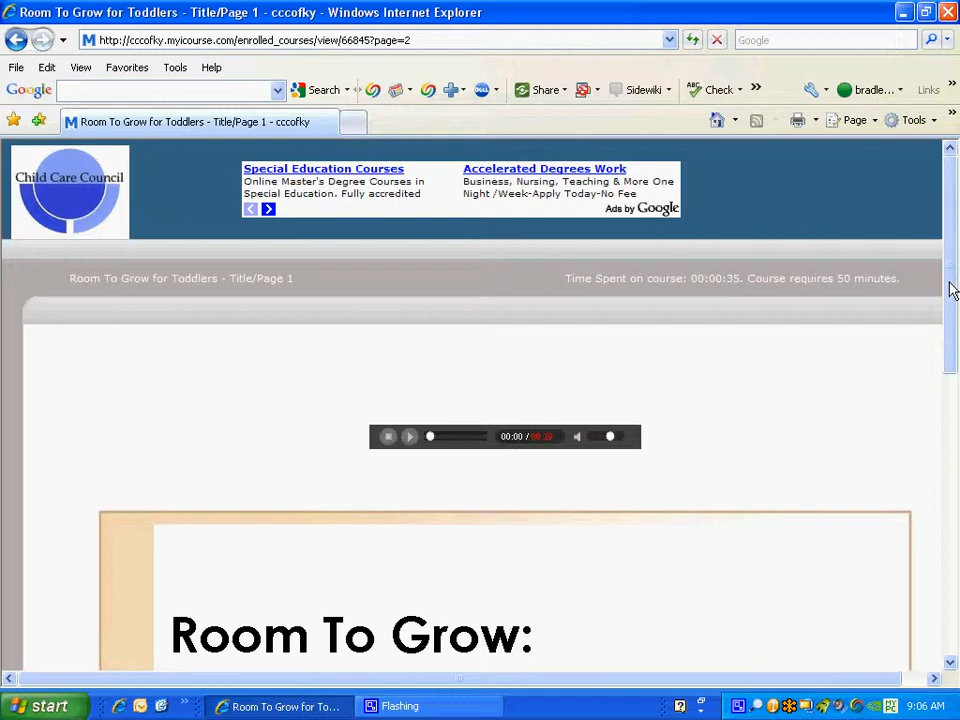 Room To Grow for Toddlers - Title/Page 1 - cccofky - Windows Internet Explorer
http://cccofky.myicourse.com/enrolled_courses/view/66845?page=2
Google
File Edit View Favorites Tools Help
Google Search Share Sidewiki Check bradle... Links
Room To Grow for Toddlers - Title/Page 1 - cccofky
Page Tools
Child Care Council
Special Education Courses
Online Master's Degree Courses in
Special Education. Fully accredited
Accelerated Degrees Work
Business, Nursing, Teaching & More One
Night /Week-Apply Today-No Fee
Ads by Google
Room To Grow for Toddlers - Title/Page 1
Time Spent on course: 00:00:35. Course requires 50 minutes.
00:00 / 00:19
Room To Grow:
start
Room To Grow for To...
Flashing
9:06 AM